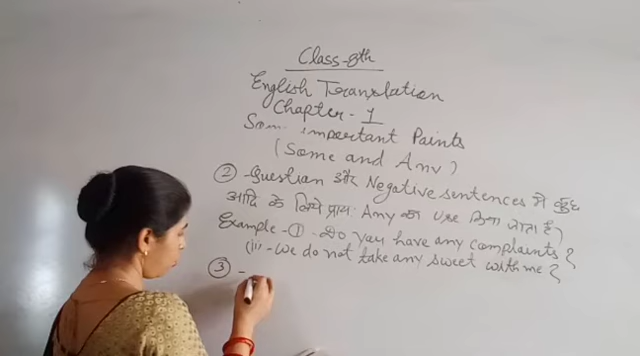 Class-8th
English Translation
Chapter-1
Some important Points
(Some and Any)
② - Question और Negative sentences में कुछ
आदि के लिये प्रायः Any का use किया जाता है)
Example - ① - Do you have any complaints?
(ii - We do not take any sweet with me?
③ -